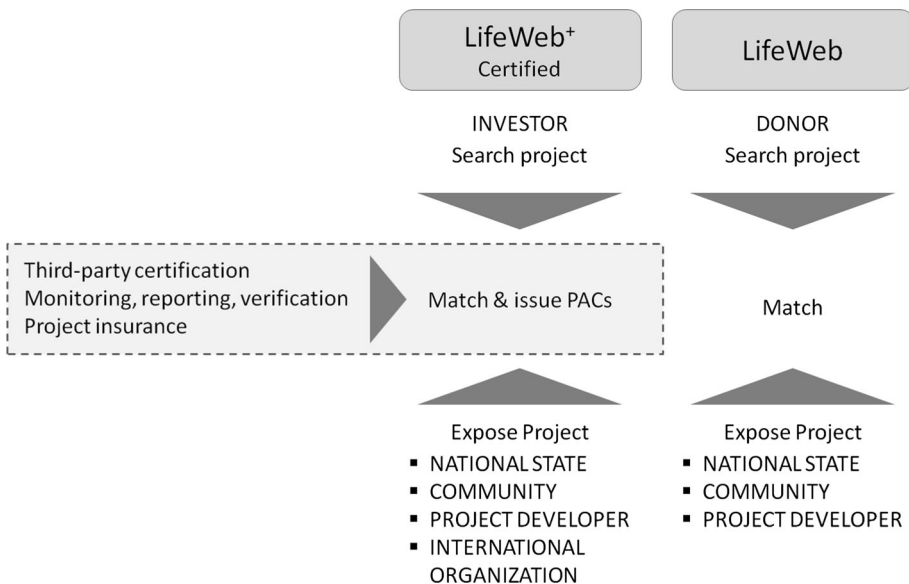 LifeWeb⁺
Certified
LifeWeb
INVESTOR
Search project
DONOR
Search project
Third-party certification
Monitoring, reporting, verification
Project insurance
Match & issue PACs
Match
Expose Project
▪ NATIONAL STATE
▪ COMMUNITY
▪ PROJECT DEVELOPER
▪ INTERNATIONAL
ORGANIZATION
Expose Project
▪ NATIONAL STATE
▪ COMMUNITY
▪ PROJECT DEVELOPER